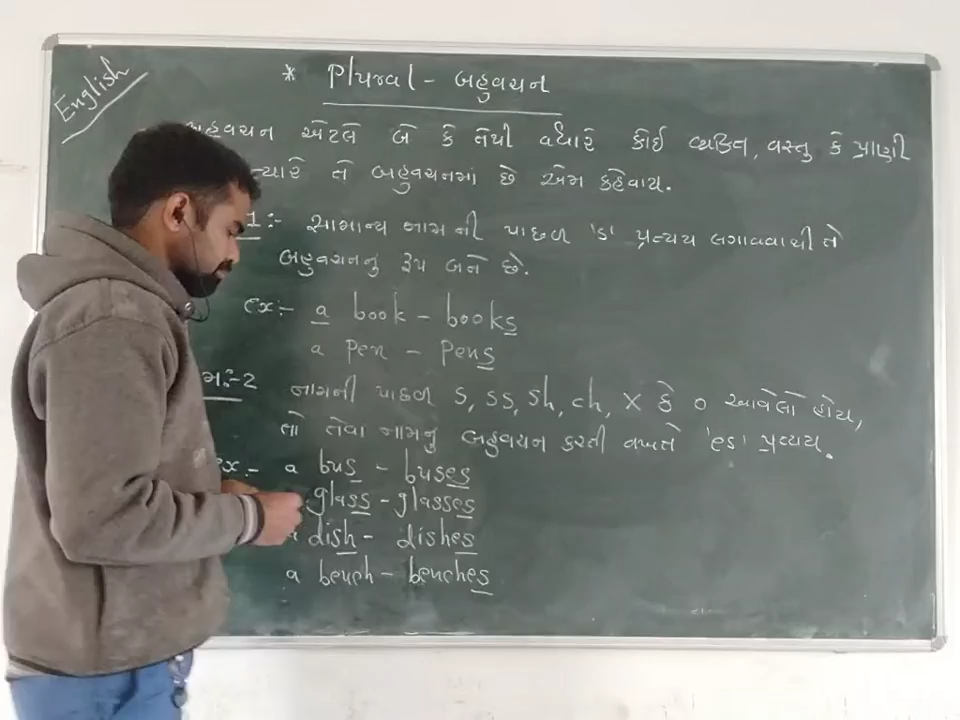 English
* Plural - બહુવચન
બહુવચન એટલે બે કે તેથી વધારે કોઈ વ્યક્તિ, વસ્તુ કે પ્રાણી
ત્યારે તે બહુવચનમાં છે એમ કહેવાય.
1:- સામાન્ય નામ ની પાછળ 's' પ્રત્યય લગાવવાથી તે
બહુવચનનું રૂપ બને છે.
ex:- a book - books
a pen - pens
મ:-2 નામની પાછળ s, ss, sh, ch, x કે o આવેલો હોય,
તો તેવા નામનું બહુવચન કરતી વખતે 'es' પ્રત્યય.
ex:- a bus - buses
glass - glasses
a dish - dishes
a bench - benches